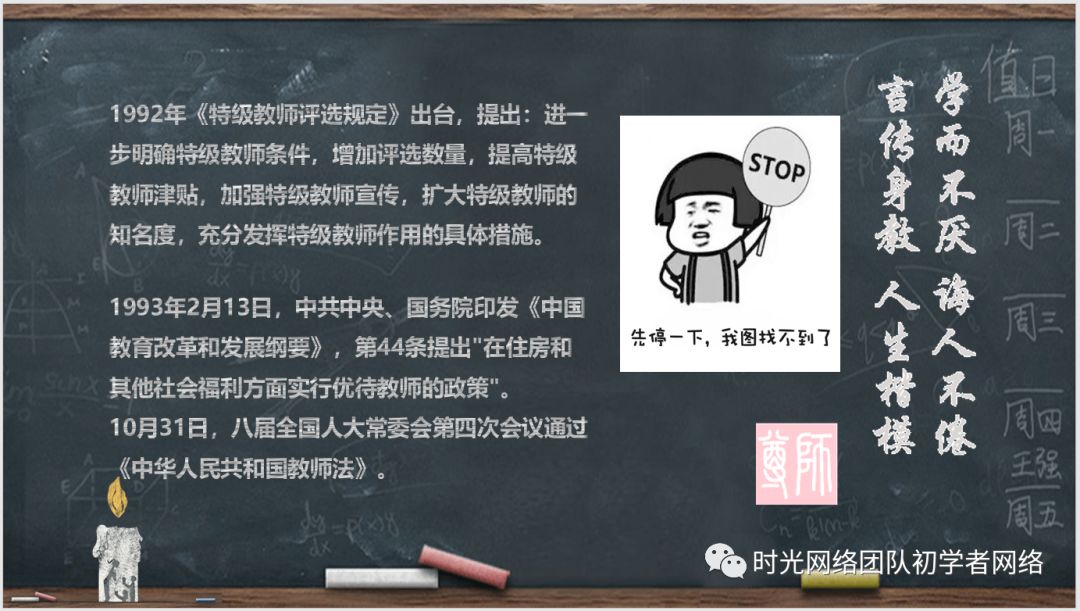 1992年《特级教师评选规定》出台，提出：进一
步明确特级教师条件，增加评选数量，提高特级
教师津贴，加强特级教师宣传，扩大特级教师的
知名度，充分发挥特级教师作用的具体措施。
1993年2月13日，中共中央、国务院印发《中国
教育改革和发展纲要》，第44条提出"在住房和
其他社会福利方面实行优待教师的政策"。
10月31日，八届全国人大常委会第四次会议通过
《中华人民共和国教师法》。
STOP
先停一下，我图找不到了
学而不厌 诲人不倦
言传身教 人生楷模
尊师
值日
周一
周二
周三
周四
王强
周五
时光网络团队初学者网络